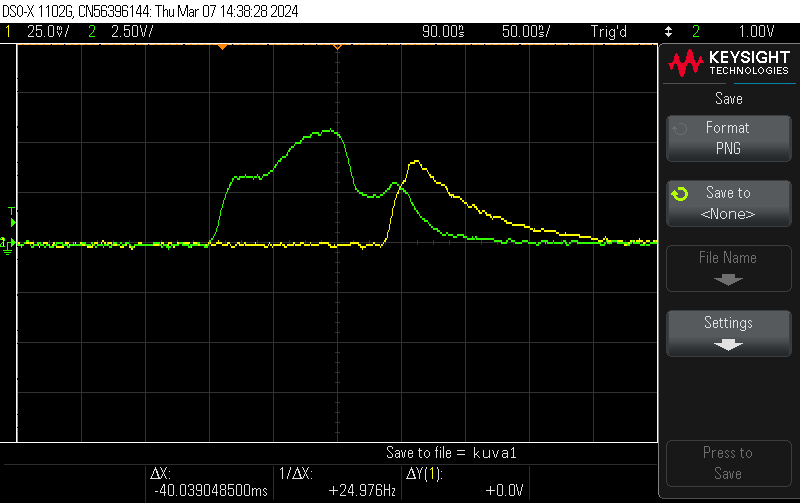 DSO-X 1102G, CN56396144: Thu Mar 07 14:38:28 2024
1 25.0V/ 2 2.50V/ 90.00ns 50.00ns/ Trig'd 2 1.00V
KEYSIGHT
TECHNOLOGIES
Save
Format
PNG
Save to
<None>
T
File Name
Settings
Save to file = kuva1
Press to
Save
ΔX:
-40.039048500ms
1/ΔX:
+24.976Hz
ΔY(1):
+0.0V